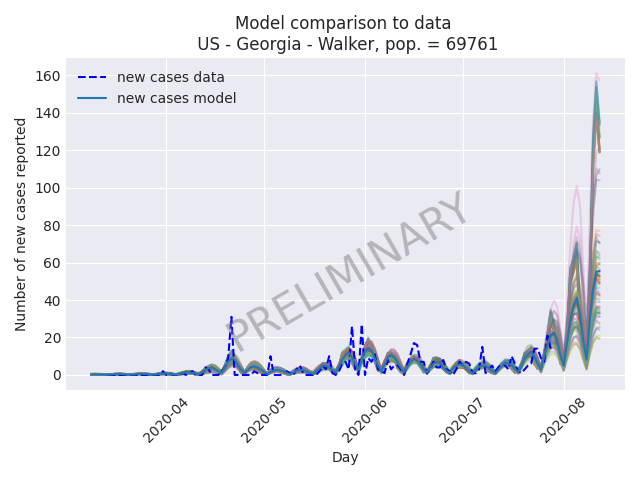 Model comparison to data
US - Georgia - Walker, pop. = 69761
new cases data
new cases model
Number of new cases reported
160
140
120
100
80
60
40
20
0
PRELIMINARY
2020-04
2020-05
2020-06
2020-07
2020-08
Day